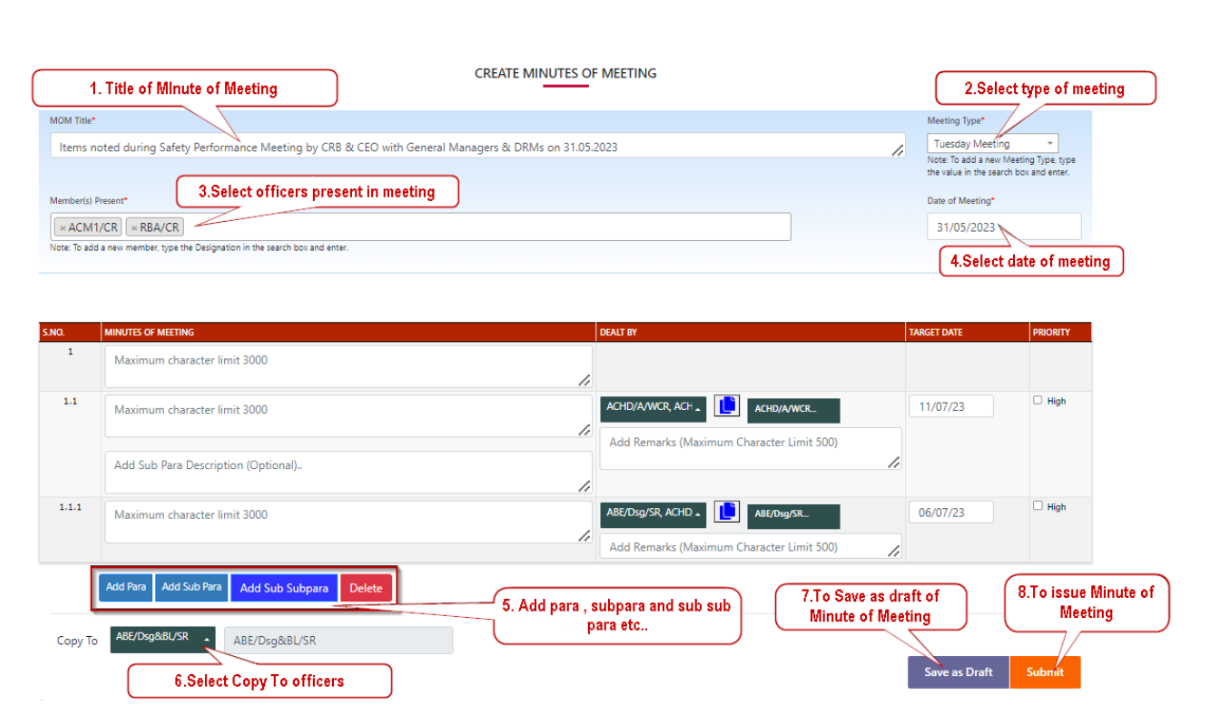 CREATE MINUTES OF MEETING
1. Title of MInute of Meeting
2.Select type of meeting
MOM Title*
Meeting Type*
Items noted during Safety Performance Meeting by CRB & CEO with General Managers & DRMs on 31.05.2023
Tuesday Meeting
Note: To add a new Meeting Type, type
the value in the search box and enter.
3.Select officers present in meeting
Member(s) Present*
Date of Meeting*
× ACM1/CR × RBA/CR
31/05/2023
Note: To add a new member, type the Designation in the search box and enter.
4.Select date of meeting
S.NO. MINUTES OF MEETING DEALT BY TARGET DATE PRIORITY
1 Maximum character limit 3000
1.1 Maximum character limit 3000 ACHD/A/WCR, ACH ACHD/A/WCR... 11/07/23 High
Add Remarks (Maximum Character Limit 500)
Add Sub Para Description (Optional)..
1.1.1 Maximum character limit 3000 ABE/Dsg/SR, ACHD ABE/Dsg/SR... 06/07/23 High
Add Remarks (Maximum Character Limit 500)
Add Para Add Sub Para Add Sub Subpara Delete
5. Add para , subpara and sub sub
para etc..
7.To Save as draft of
Minute of Meeting
8.To issue Minute of
Meeting
Copy To ABE/Dsg&BL/SR ABE/Dsg&BL/SR
6.Select Copy To officers
Save as Draft Submit